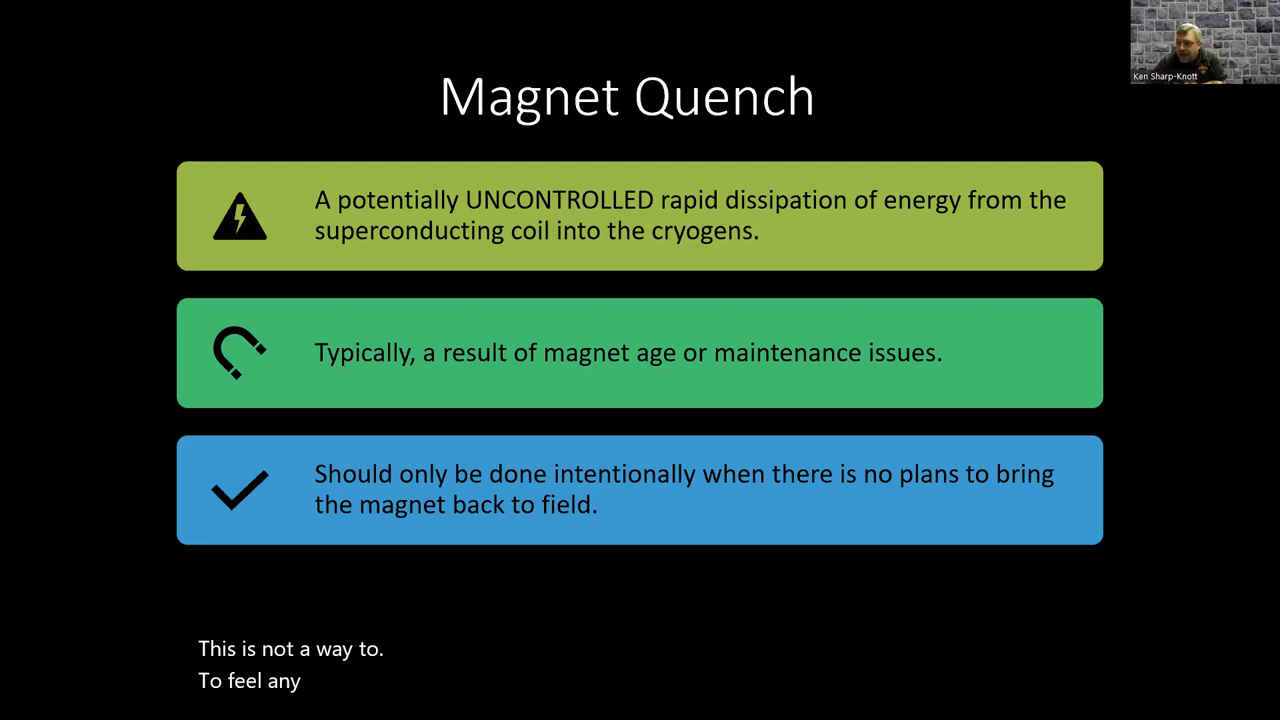 Ken Sharp-Knott
Magnet Quench
A potentially UNCONTROLLED rapid dissipation of energy from the
superconducting coil into the cryogens.
Typically, a result of magnet age or maintenance issues.
Should only be done intentionally when there is no plans to bring
the magnet back to field.
This is not a way to.
To feel any